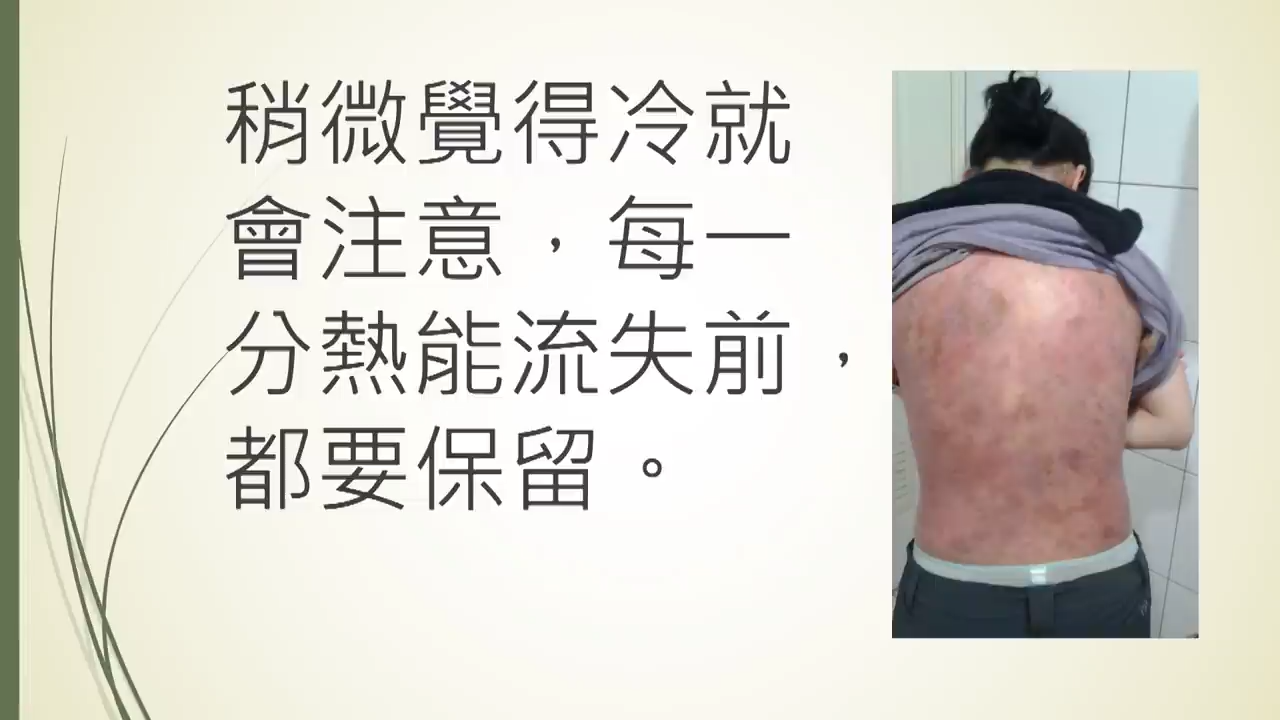 稍微覺得冷就
會注意，每一
分熱能流失前，
都要保留。